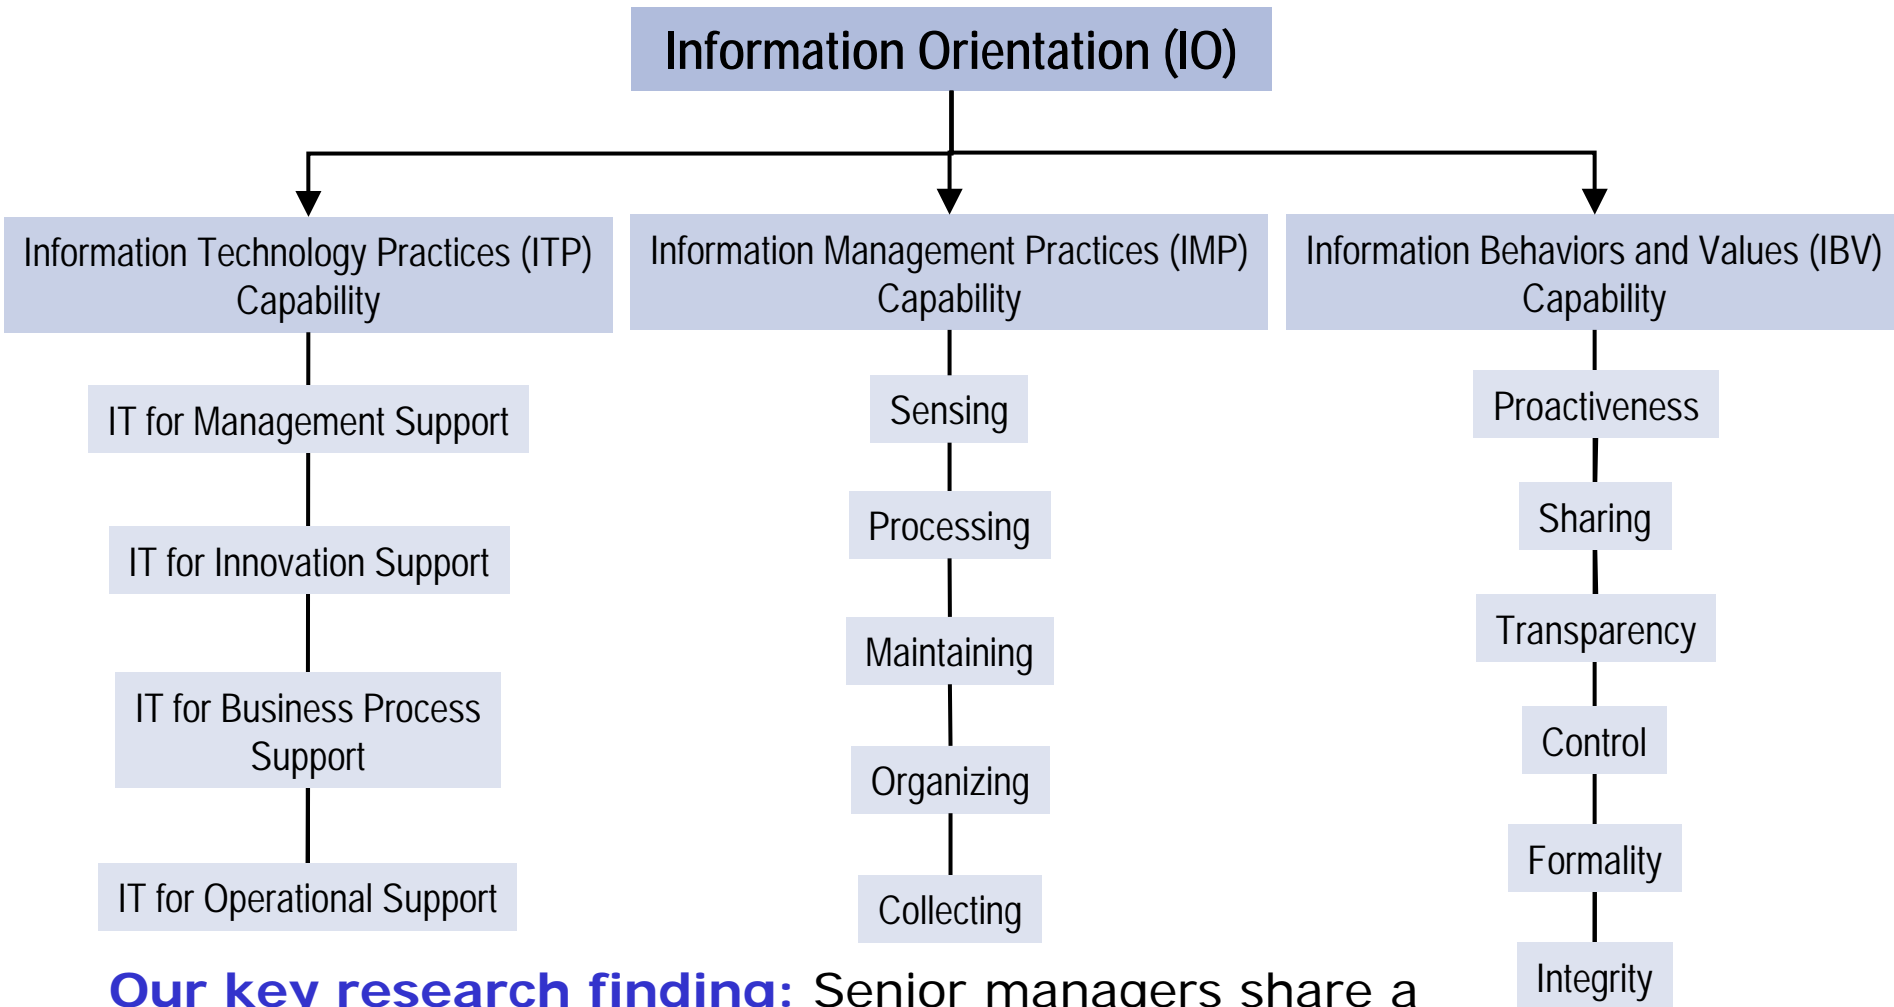 Information Orientation (IO)
Information Technology Practices (ITP)
Capability
IT for Management Support
IT for Innovation Support
IT for Business Process
Support
IT for Operational Support
Information Management Practices (IMP)
Capability
Sensing
Processing
Maintaining
Organizing
Collecting
Information Behaviors and Values (IBV)
Capability
Proactiveness
Sharing
Transparency
Control
Formality
Integrity
Our key research finding: Senior managers share a